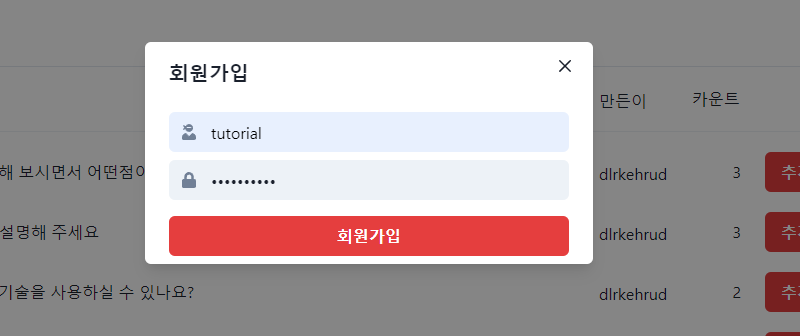 회원가입
만든이 카운트
tutorial
••••••••••
해 보시면서 어떤점이 dlrkehrud 3 추가
설명해 주세요 dlrkehrud 3
회원가입
기술을 사용하실 수 있나요? dlrkehrud 2